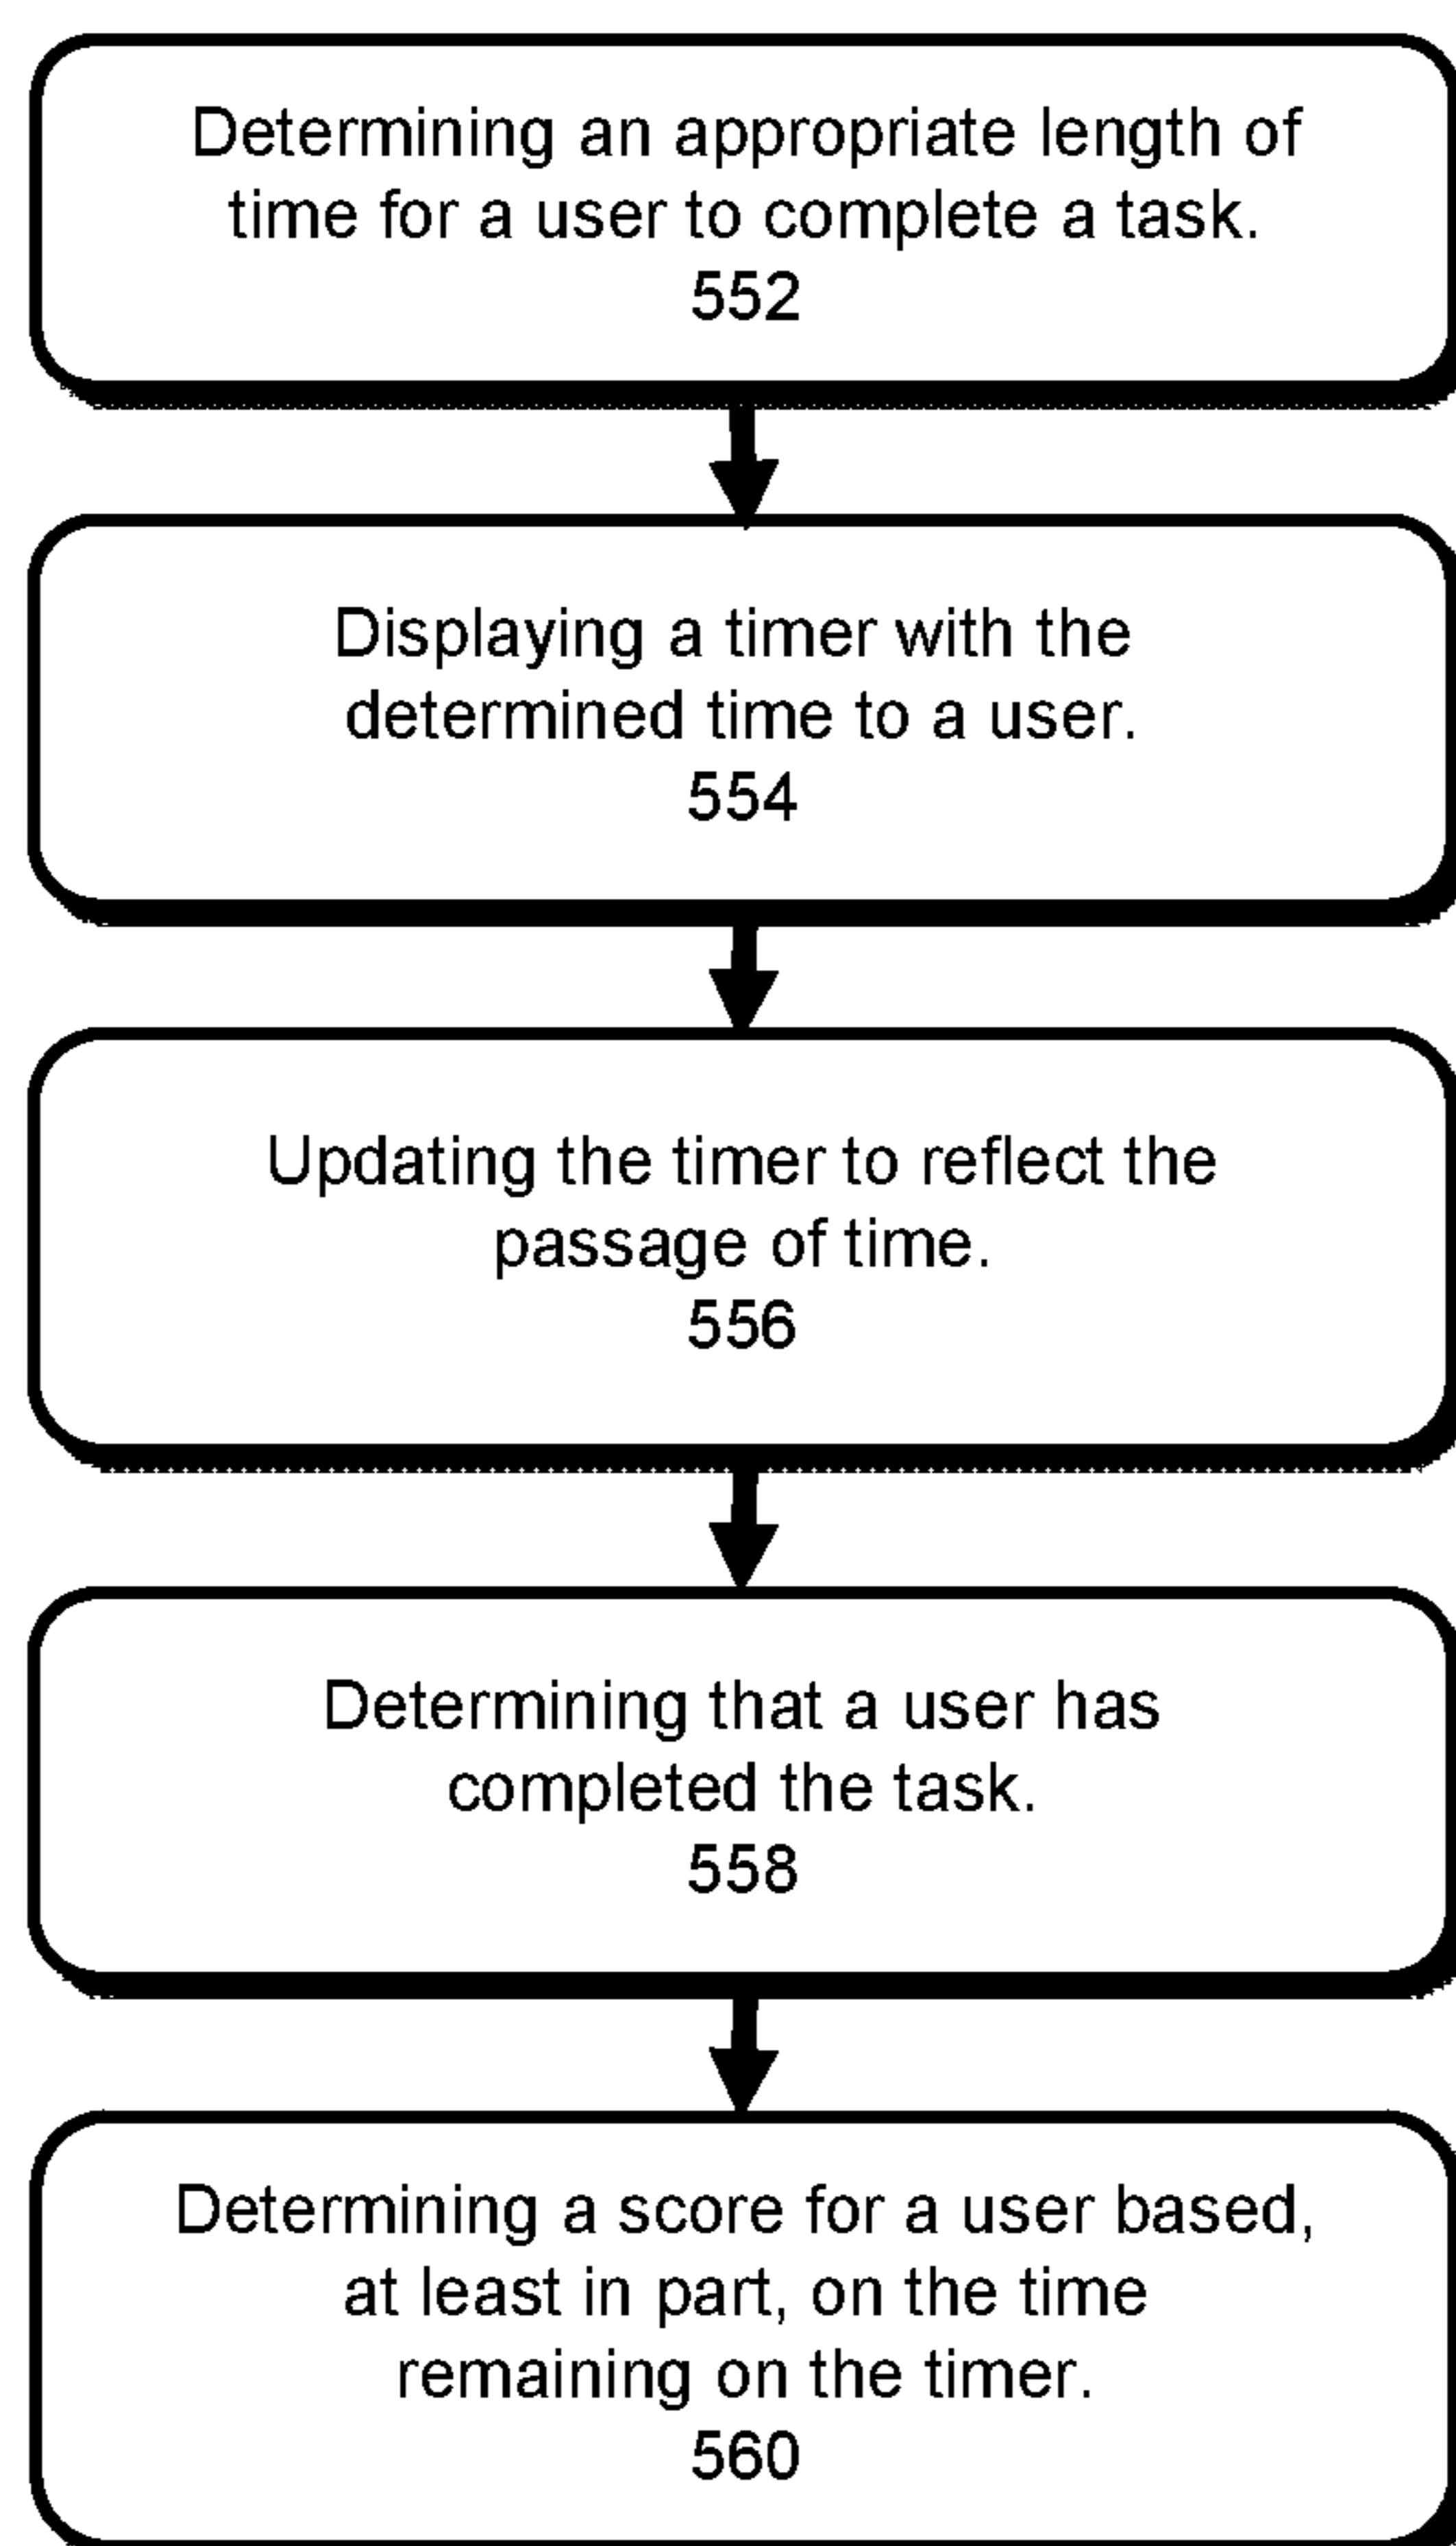 Determining an appropriate length of
time for a user to complete a task.
552
Displaying a timer with the
determined time to a user.
554
Updating the timer to reflect the
passage of time.
556
Determining that a user has
completed the task.
558
Determining a score for a user based,
at least in part, on the time
remaining on the timer.
560